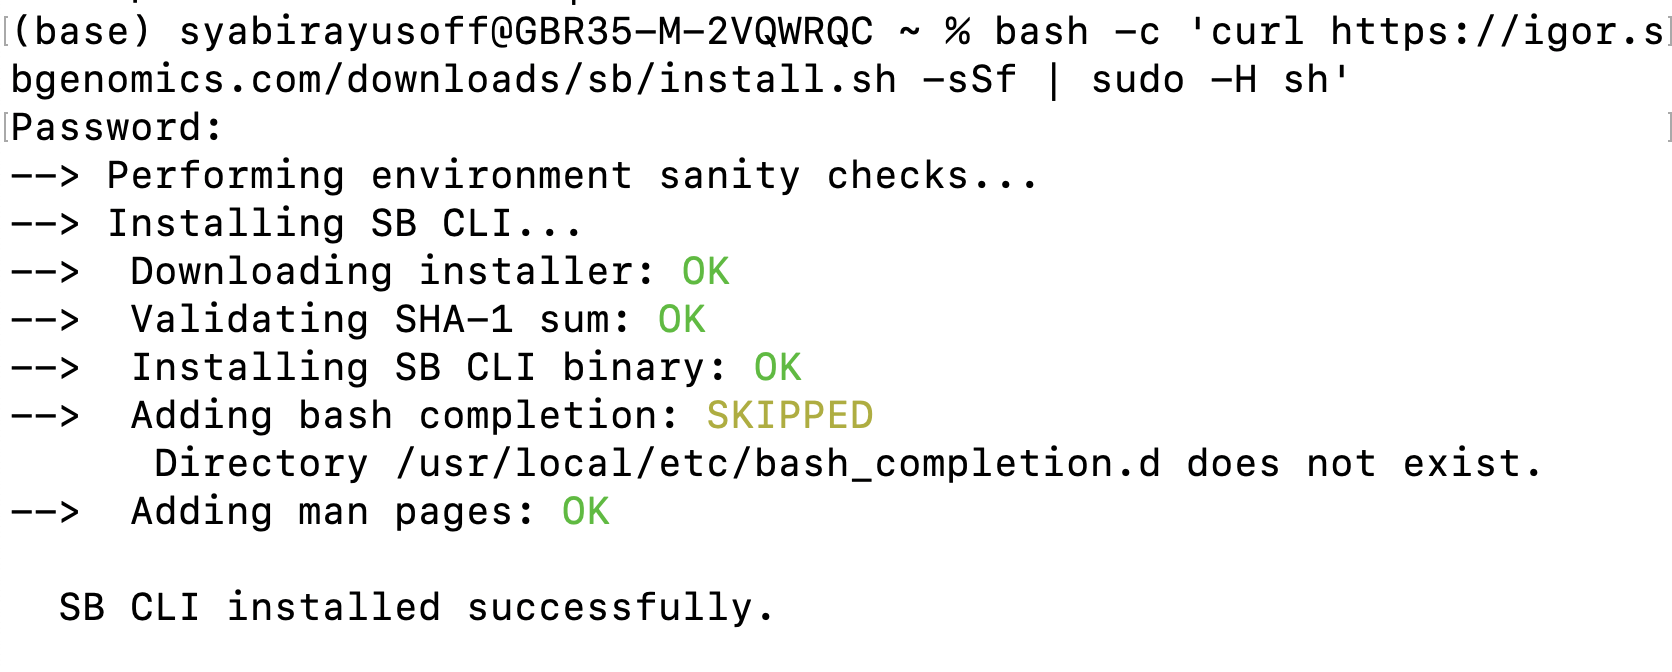 (base) syabirayusoff@GBR35-M-2VQWRQC ~ % bash -c 'curl https://igor.s
bgenomics.com/downloads/sb/install.sh -sSf | sudo -H sh'
Password:
--> Performing environment sanity checks...
--> Installing SB CLI...
-->  Downloading installer: OK
-->  Validating SHA-1 sum: OK
-->  Installing SB CLI binary: OK
-->  Adding bash completion: SKIPPED
      Directory /usr/local/etc/bash_completion.d does not exist.
-->  Adding man pages: OK

  SB CLI installed successfully.